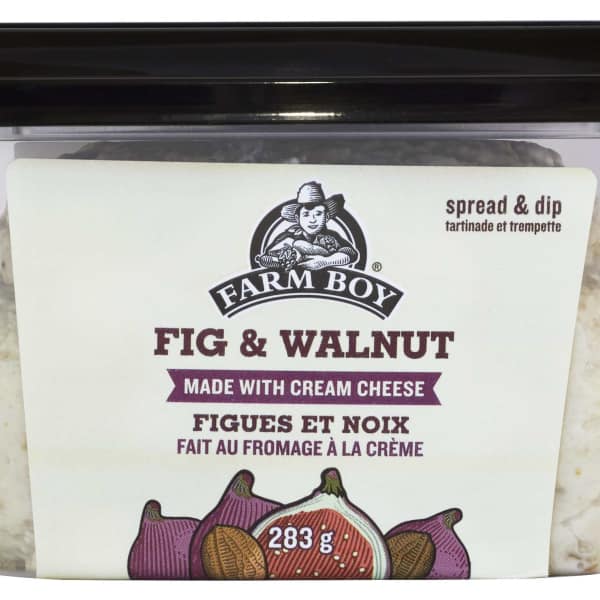 spread & dip
tartinade et trempette
FARM BOY®
FIG & WALNUT
MADE WITH CREAM CHEESE
FIGUES ET NOIX
FAIT AU FROMAGE À LA CRÈME
283 g